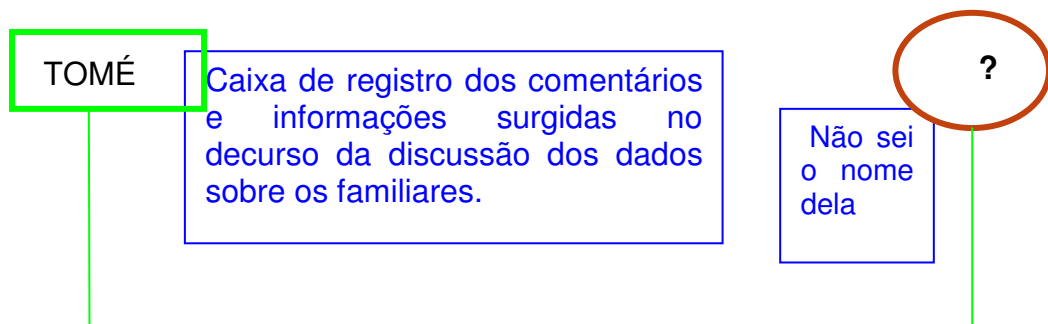 TOMÉ
Caixa de registro dos comentários
e informações surgidas no
decurso da discussão dos dados
sobre os familiares.
?
Não sei
o nome
dela